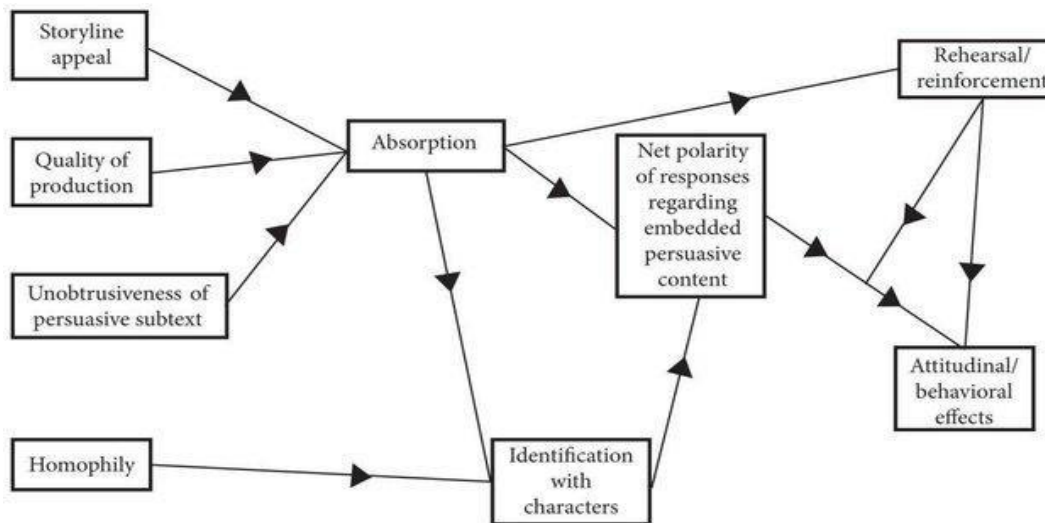 Storyline
appeal
Quality of
production
Unobtrusiveness of
persuasive subtext
Homophily
Absorption
Identification
with
characters
Net polarity
of responses
regarding
embedded
persuasive
content
Rehearsal/
reinforcement
Attitudinal/
behavioral
effects